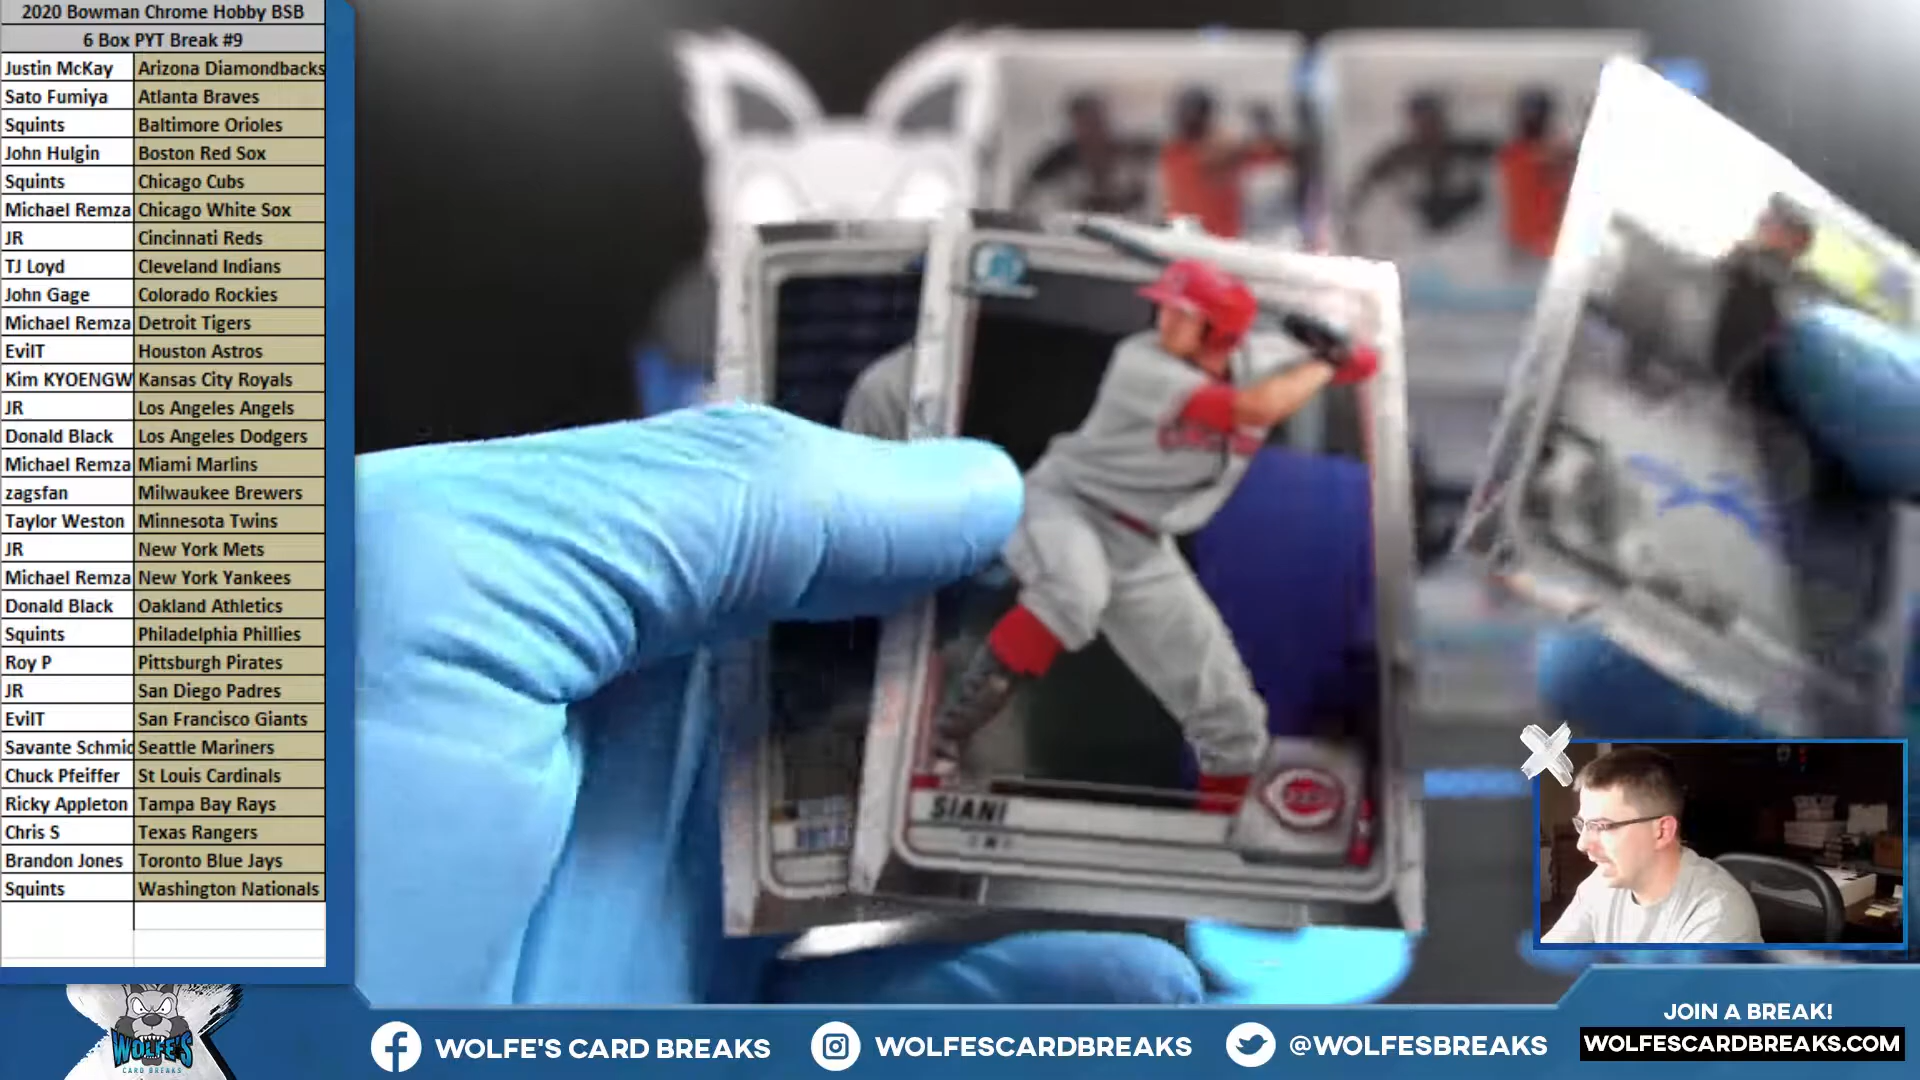 2020 Bowman Chrome Hobby BSB
6 Box PYT Break #9
Justin McKay Arizona Diamondbacks
Sato Fumiya Atlanta Braves
Squints Baltimore Orioles
John Hulgin Boston Red Sox
Squints Chicago Cubs
Michael Remza Chicago White Sox
JR Cincinnati Reds
TJ Loyd Cleveland Indians
John Gage Colorado Rockies
Michael Remza Detroit Tigers
EvilT Houston Astros
Kim KYOENGW Kansas City Royals
JR Los Angeles Angels
Donald Black Los Angeles Dodgers
Michael Remza Miami Marlins
zagsfan Milwaukee Brewers
Taylor Weston Minnesota Twins
JR New York Mets
Michael Remza New York Yankees
Donald Black Oakland Athletics
Squints Philadelphia Phillies
Roy P Pittsburgh Pirates
JR San Diego Padres
EvilT San Francisco Giants
Savante Schmid Seattle Mariners
Chuck Pfeiffer St Louis Cardinals
Ricky Appleton Tampa Bay Rays
Chris S Texas Rangers
Brandon Jones Toronto Blue Jays
Squints Washington Nationals
SIANI
REDS
WOLFE'S
CARD BREAKS
WOLFE'S CARD BREAKS
WOLFESCARDBREAKS
@WOLFESBREAKS
JOIN A BREAK!
WOLFESCARDBREAKS.COM